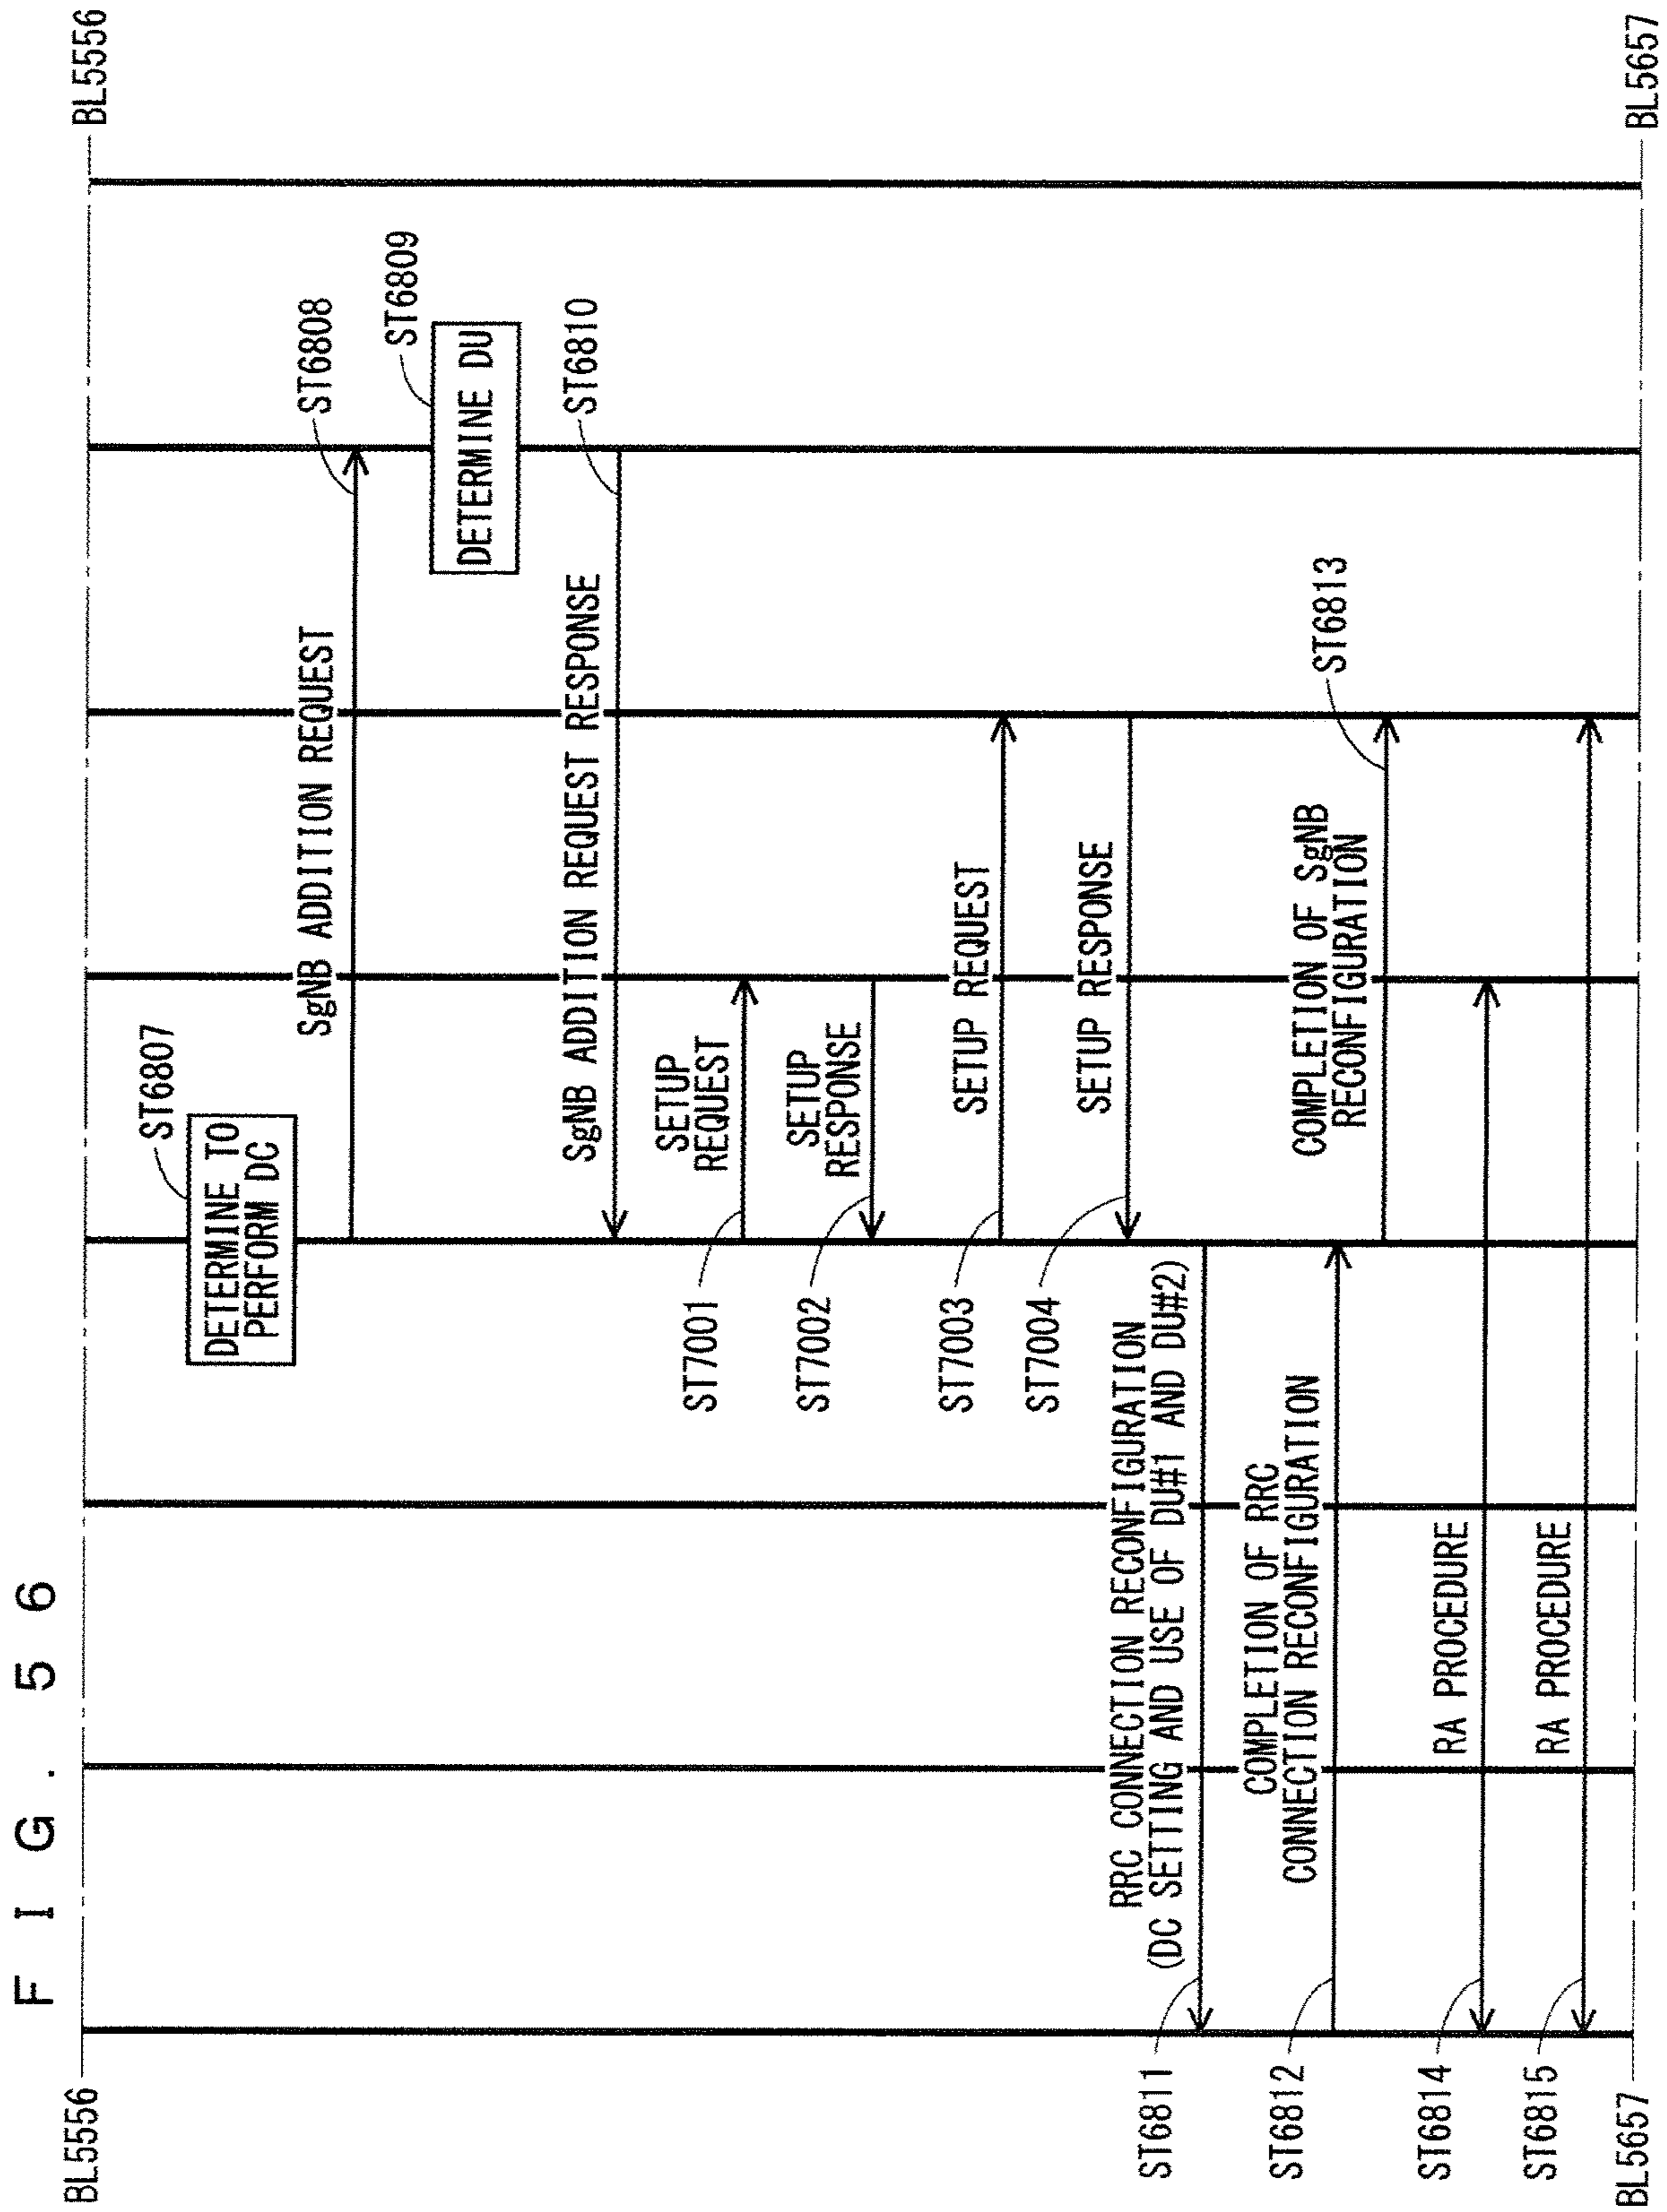 FIG. 56
BL5556
BL5556
DETERMINE TO
PERFORM DC
ST6807
SgNB ADDITION REQUEST
ST6808
DETERMINE DU
ST6809
SgNB ADDITION REQUEST RESPONSE
ST6810
ST7001
SETUP
REQUEST
ST7002
SETUP
RESPONSE
ST7003
SETUP REQUEST
ST7004
SETUP RESPONSE
ST6811
RRC CONNECTION RECONFIGURATION
(DC SETTING AND USE OF DU#1 AND DU#2)
ST6812
COMPLETION OF RRC
CONNECTION RECONFIGURATION
COMPLETION OF SgNB
RECONFIGURATION
ST6813
ST6814
RA PROCEDURE
ST6815
RA PROCEDURE
BL5657
BL5657